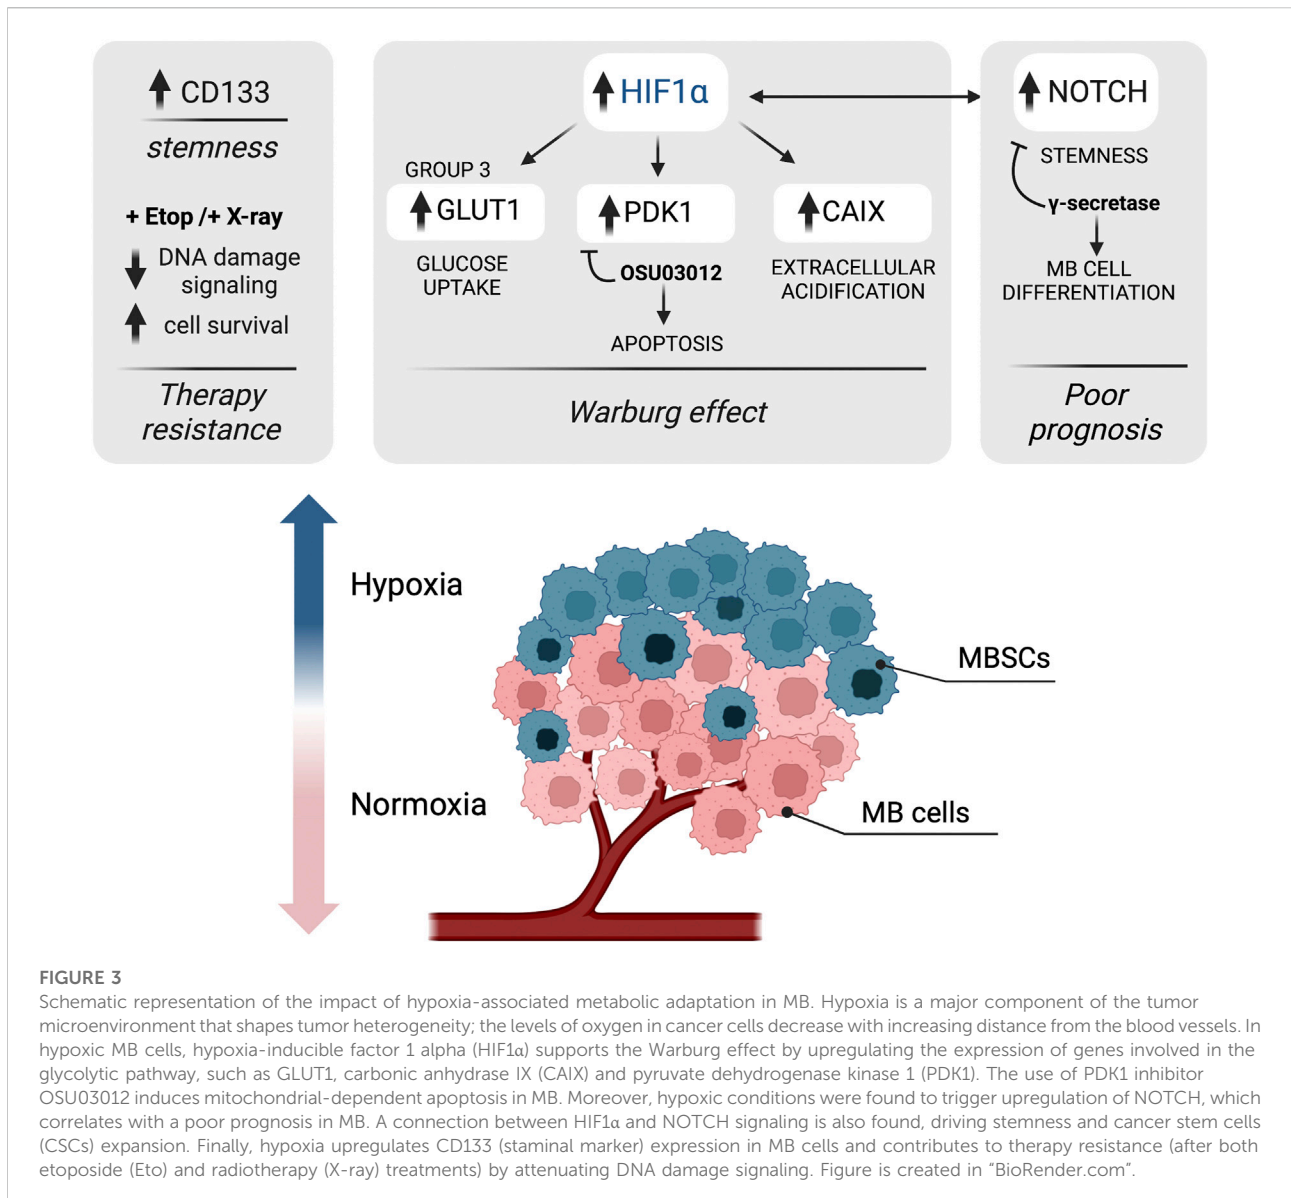 CD133
stemness
+ Etop /+ X-ray
DNA damage
signaling
cell survival
Therapy
resistance
HIF1α
GROUP 3
GLUT1
GLUCOSE
UPTAKE
PDK1
OSU03012
APOPTOSIS
CAIX
EXTRACELLULAR
ACIDIFICATION
Warburg effect
NOTCH
STEMNESS
γ-secretase
MB CELL
DIFFERENTIATION
Poor
prognosis
Hypoxia
Normoxia
MBSCs
MB cells
FIGURE 3
Schematic representation of the impact of hypoxia-associated metabolic adaptation in MB. Hypoxia is a major component of the tumor
microenvironment that shapes tumor heterogeneity; the levels of oxygen in cancer cells decrease with increasing distance from the blood vessels. In
hypoxic MB cells, hypoxia-inducible factor 1 alpha (HIF1α) supports the Warburg effect by upregulating the expression of genes involved in the
glycolytic pathway, such as GLUT1, carbonic anhydrase IX (CAIX) and pyruvate dehydrogenase kinase 1 (PDK1). The use of PDK1 inhibitor
OSU03012 induces mitochondrial-dependent apoptosis in MB. Moreover, hypoxic conditions were found to trigger upregulation of NOTCH, which
correlates with a poor prognosis in MB. A connection between HIF1α and NOTCH signaling is also found, driving stemness and cancer stem cells
(CSCs) expansion. Finally, hypoxia upregulates CD133 (staminal marker) expression in MB cells and contributes to therapy resistance (after both
etoposide (Eto) and radiotherapy (X-ray) treatments) by attenuating DNA damage signaling. Figure is created in “BioRender.com”.